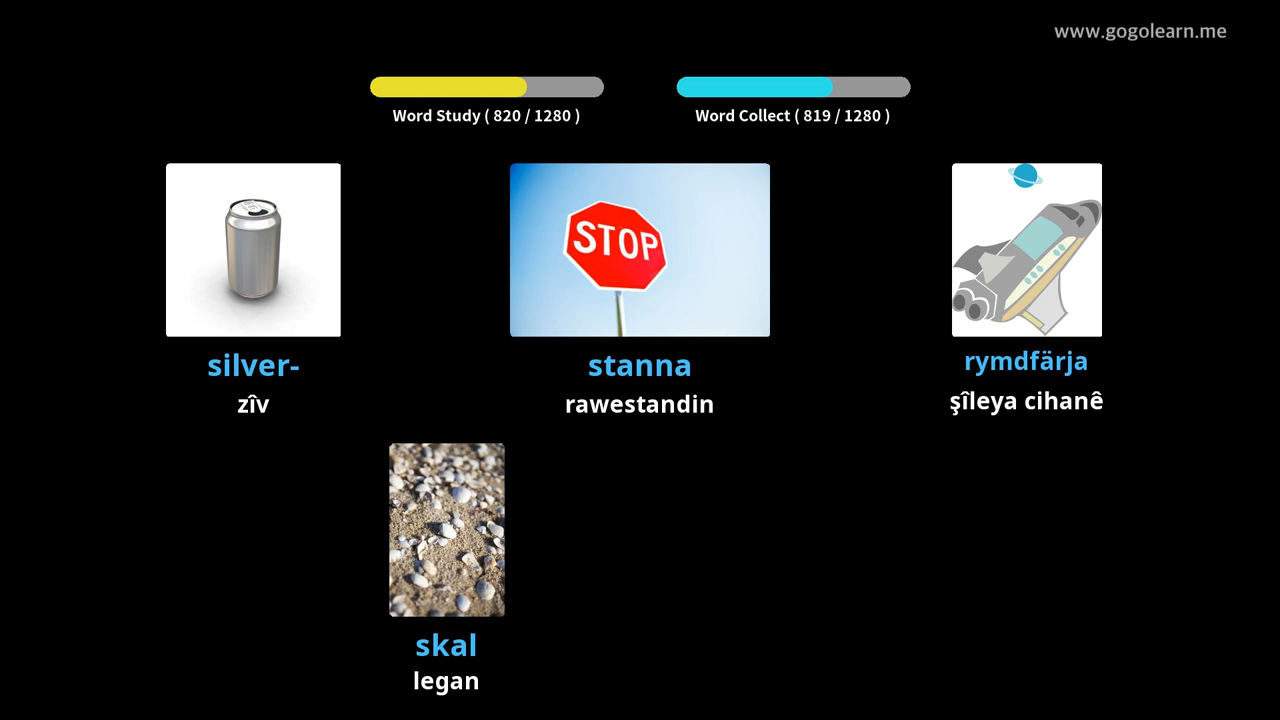 www.gogolearn.me
Word Study ( 820 / 1280 )
Word Collect ( 819 / 1280 )
STOP
silver-
stanna
rymdfärja
zîv
rawestandin
şîleya cihanê
skal
legan